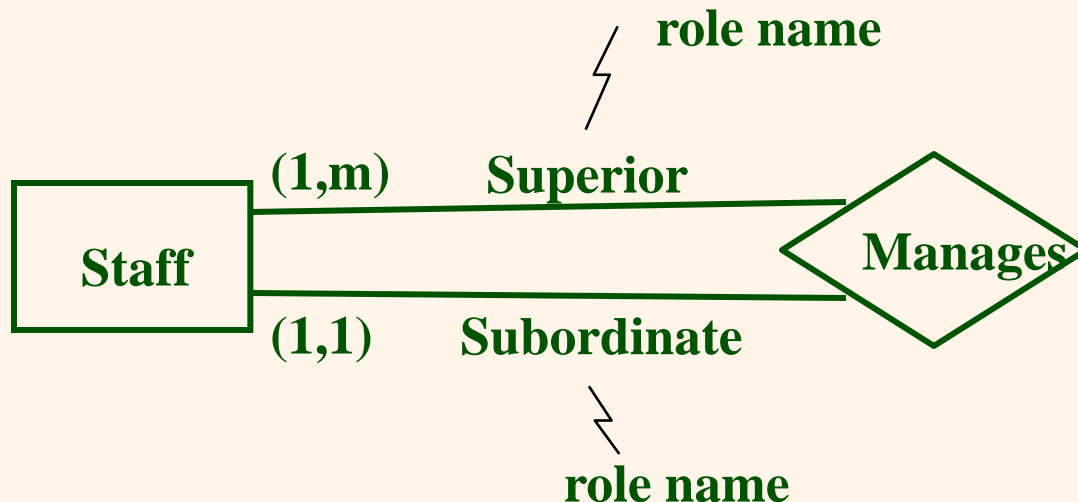 role name
(1,m) Superior
Staff
Manages
(1,1) Subordinate
role name